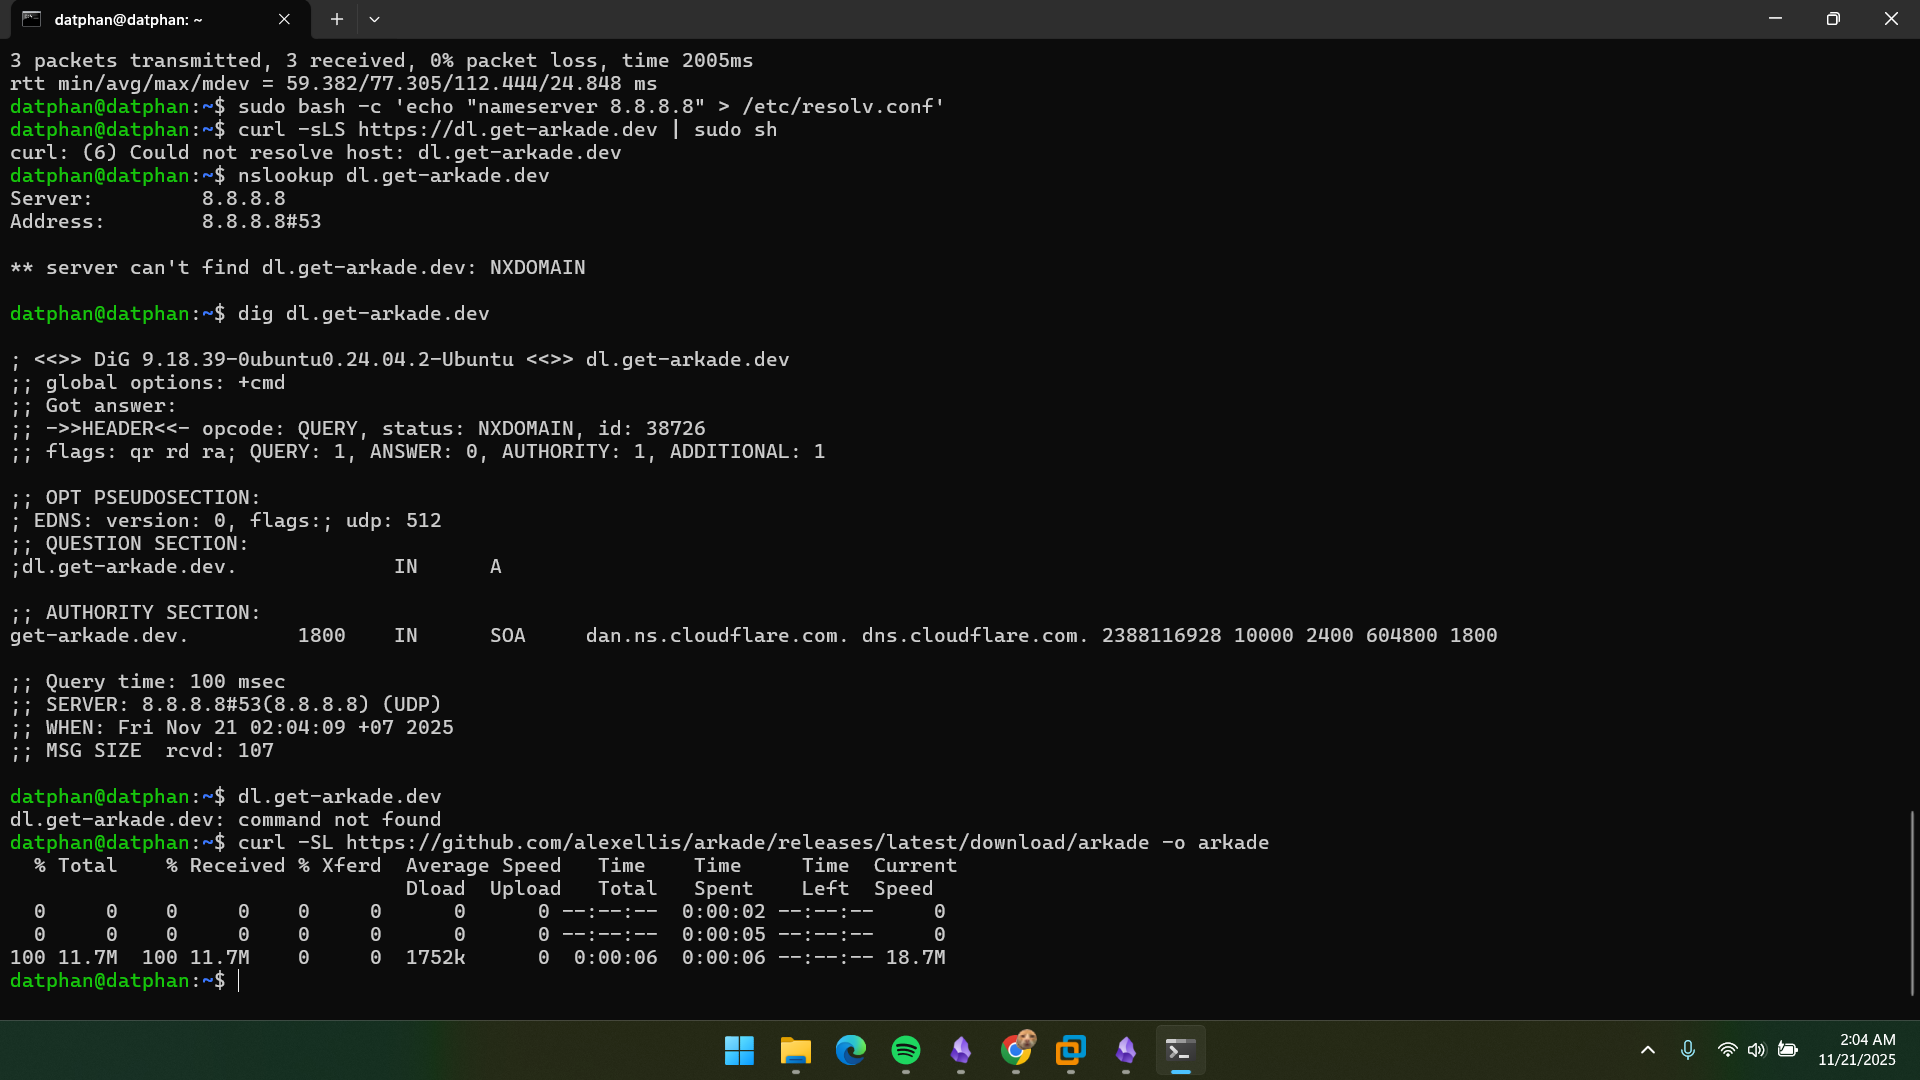 datphan@datphan: ~
3 packets transmitted, 3 received, 0% packet loss, time 2005ms
rtt min/avg/max/mdev = 59.382/77.305/112.444/24.848 ms
datphan@datphan:~$ sudo bash -c 'echo "nameserver 8.8.8.8" > /etc/resolv.conf'
datphan@datphan:~$ curl -sLS https://dl.get-arkade.dev | sudo sh
curl: (6) Could not resolve host: dl.get-arkade.dev
datphan@datphan:~$ nslookup dl.get-arkade.dev
Server:         8.8.8.8
Address:        8.8.8.8#53

** server can't find dl.get-arkade.dev: NXDOMAIN

datphan@datphan:~$ dig dl.get-arkade.dev

; <<>> DiG 9.18.39-0ubuntu0.24.04.2-Ubuntu <<>> dl.get-arkade.dev
;; global options: +cmd
;; Got answer:
;; ->>HEADER<<- opcode: QUERY, status: NXDOMAIN, id: 38726
;; flags: qr rd ra; QUERY: 1, ANSWER: 0, AUTHORITY: 1, ADDITIONAL: 1

;; OPT PSEUDOSECTION:
; EDNS: version: 0, flags:; udp: 512
;; QUESTION SECTION:
;dl.get-arkade.dev.             IN      A

;; AUTHORITY SECTION:
get-arkade.dev.         1800    IN      SOA     dan.ns.cloudflare.com. dns.cloudflare.com. 2388116928 10000 2400 604800 1800

;; Query time: 100 msec
;; SERVER: 8.8.8.8#53(8.8.8.8) (UDP)
;; WHEN: Fri Nov 21 02:04:09 +07 2025
;; MSG SIZE  rcvd: 107

datphan@datphan:~$ dl.get-arkade.dev
dl.get-arkade.dev: command not found
datphan@datphan:~$ curl -SL https://github.com/alexellis/arkade/releases/latest/download/arkade -o arkade
  % Total    % Received % Xferd  Average Speed   Time    Time     Time  Current
                                 Dload  Upload   Total   Spent    Left  Speed
  0     0    0     0    0     0      0      0 --:--:--  0:00:02 --:--:--     0
  0     0    0     0    0     0      0      0 --:--:--  0:00:05 --:--:--     0
100 11.7M  100 11.7M    0     0  1752k      0  0:00:06  0:00:06 --:--:-- 18.7M
datphan@datphan:~$
2:04 AM
11/21/2025